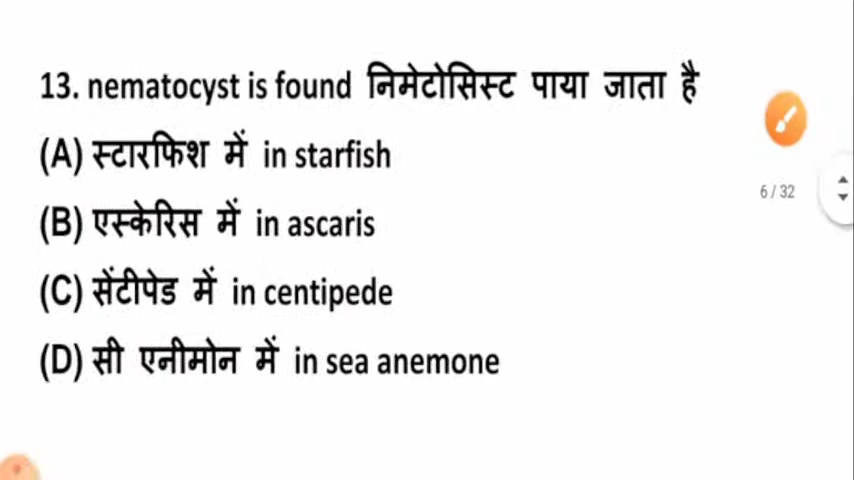 13. nematocyst is found निमेटोसिस्ट पाया जाता है
(A) स्टारफिश में in starfish
6 / 32
(B) एस्केरिस में in ascaris
(C) सेंटीपेड में in centipede
(D) सी एनीमोन में in sea anemone